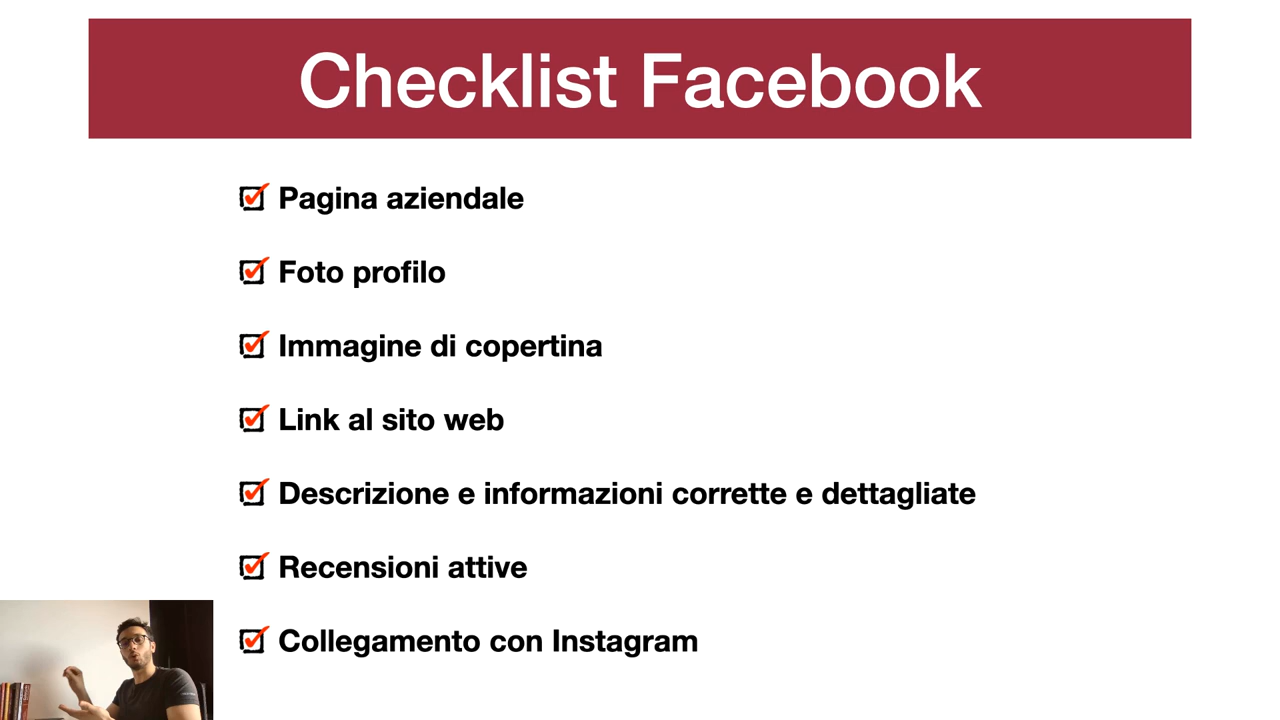 Checklist Facebook
Pagina aziendale
Foto profilo
Immagine di copertina
Link al sito web
Descrizione e informazioni corrette e dettagliate
Recensioni attive
Collegamento con Instagram